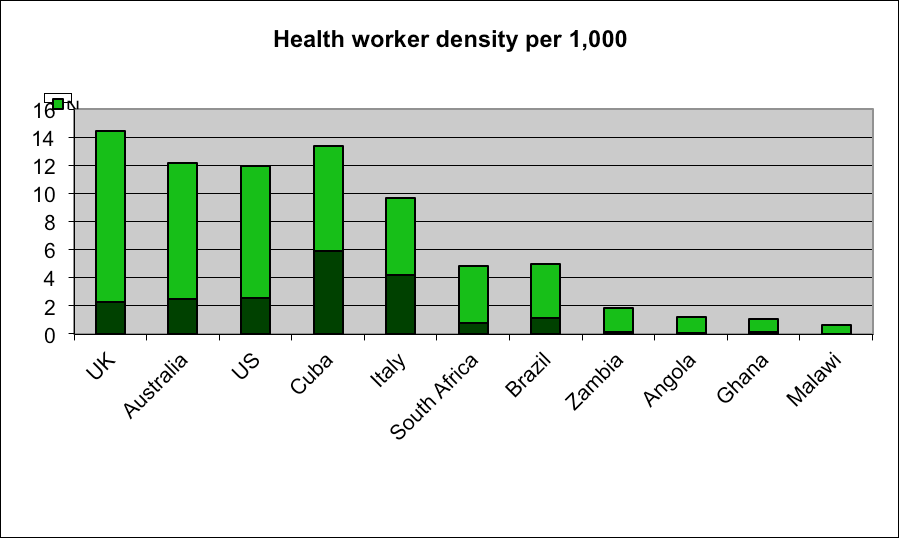 Health worker density per 1,000
16
14
12
10
8
6
4
2
0
UK
Australia
US
Cuba
Italy
South Africa
Brazil
Zambia
Angola
Ghana
Malawi